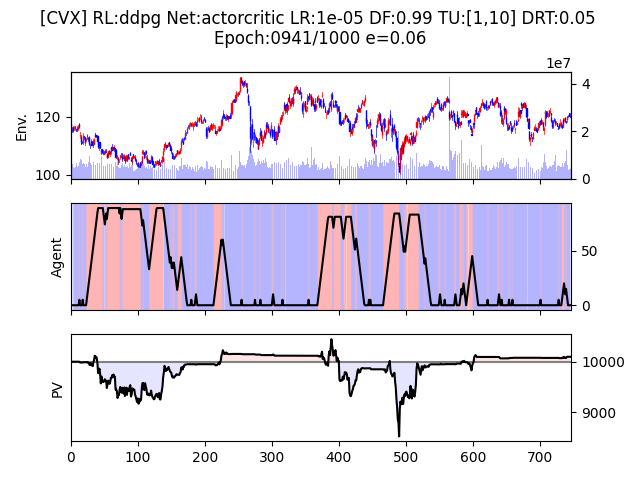 [CVX] RL:ddpg Net:actorcritic LR:1e-05 DF:0.99 TU:[1,10] DRT:0.05
Epoch:0941/1000 e=0.06
1e7
Env.
120
100
4
2
0
Agent
50
0
PV
10000
9000
0 100 200 300 400 500 600 700